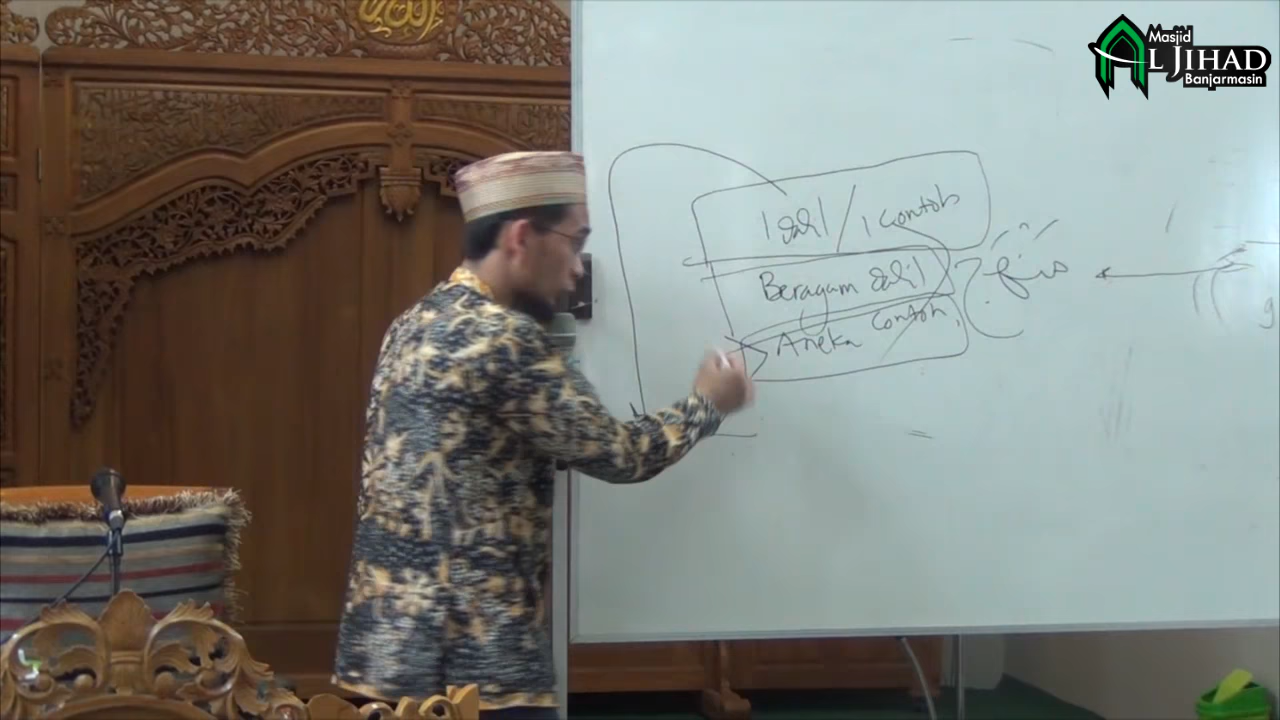 Masjid
AL JIHAD
Banjarmasin
1 dalil / 1 contoh
Beragam dalil
Aneka contoh